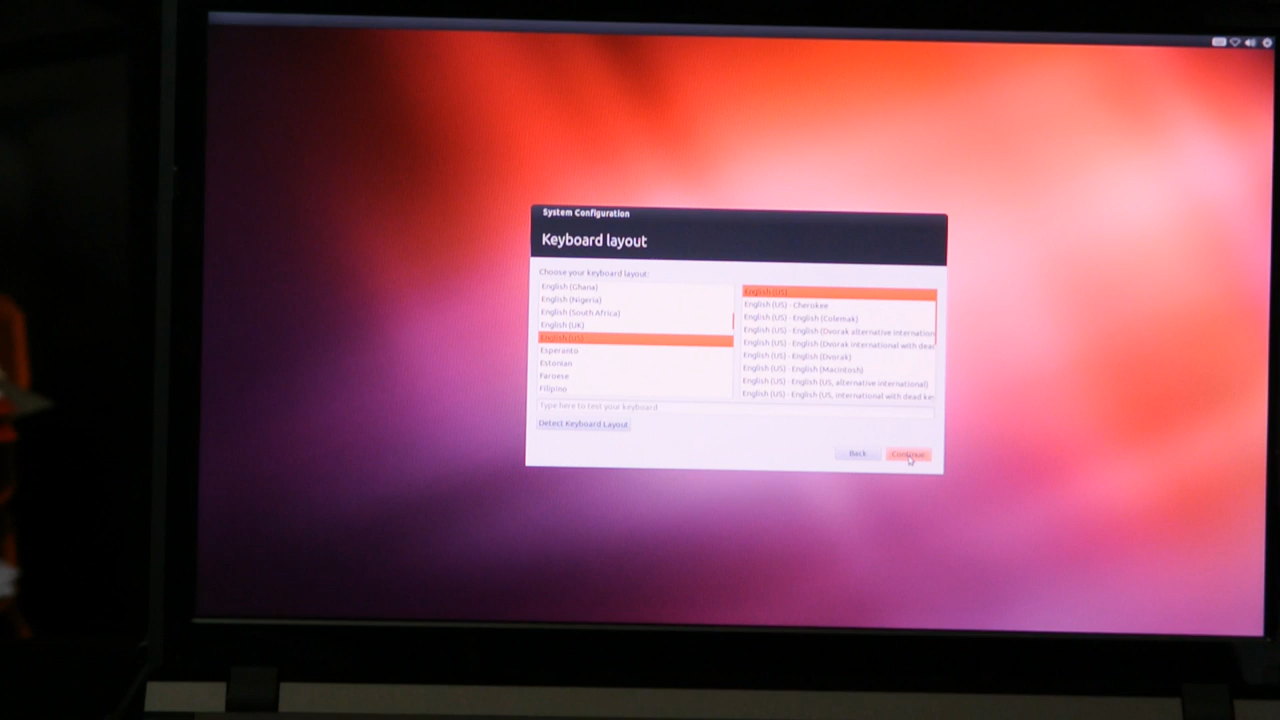 System Configuration
Keyboard layout
Choose your keyboard layout:
English (Ghana)
English (Nigeria)
English (South Africa)
English (UK)
English (US)
Esperanto
Estonian
Faroese
Filipino
English (US)
English (US) - Cherokee
English (US) - English (Colemak)
English (US) - English (Dvorak alternative internation
English (US) - English (Dvorak international with dead
English (US) - English (Dvorak)
English (US) - English (Macintosh)
English (US) - English (US, alternative international)
English (US) - English (US, international with dead ke
Type here to test your keyboard
Detect Keyboard Layout
Back
Continue